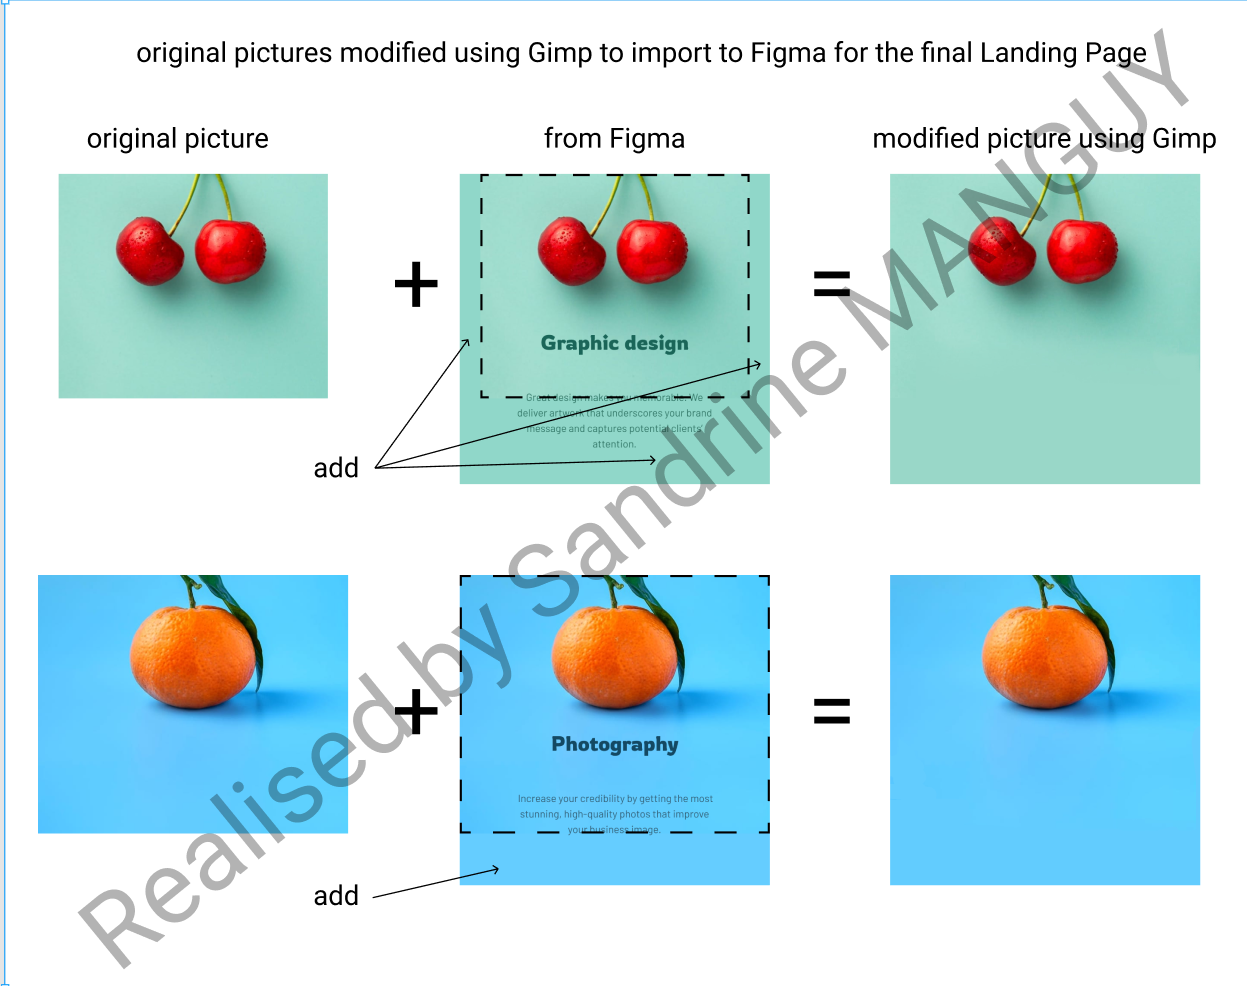 original pictures modified using Gimp to import to Figma for the final Landing Page
original picture
from Figma
modified picture using Gimp
+
=
Graphic design
Great design makes you memorable. We
deliver artwork that underscores your brand
message and captures potential clients'
attention.
add
+
=
Photography
Increase your credibility by getting the most
stunning, high-quality photos that improve
your business image.
add
Realised by Sandrine MANGUY